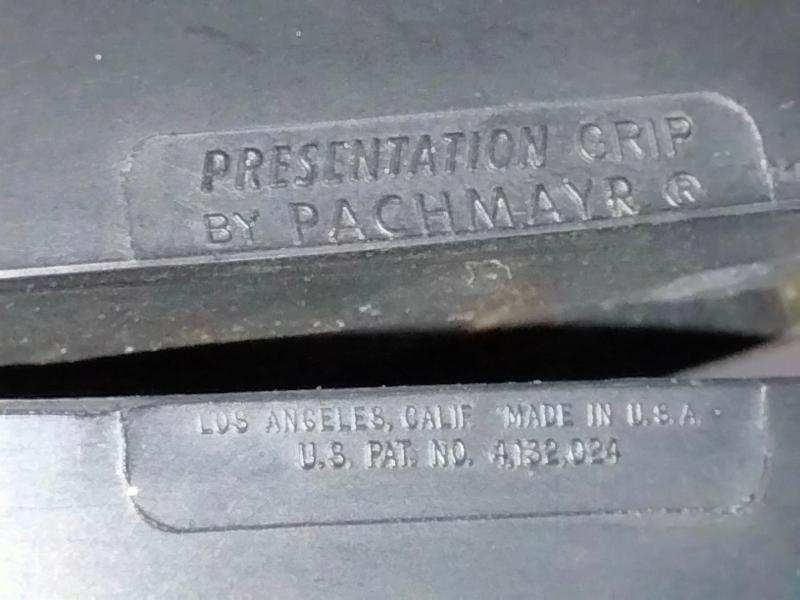 PRESENTATION GRIP
BY PACHMAYR ®
LOS ANGELES, CALIF MADE IN U.S.A.
U.S. PAT. NO. 4,132,024